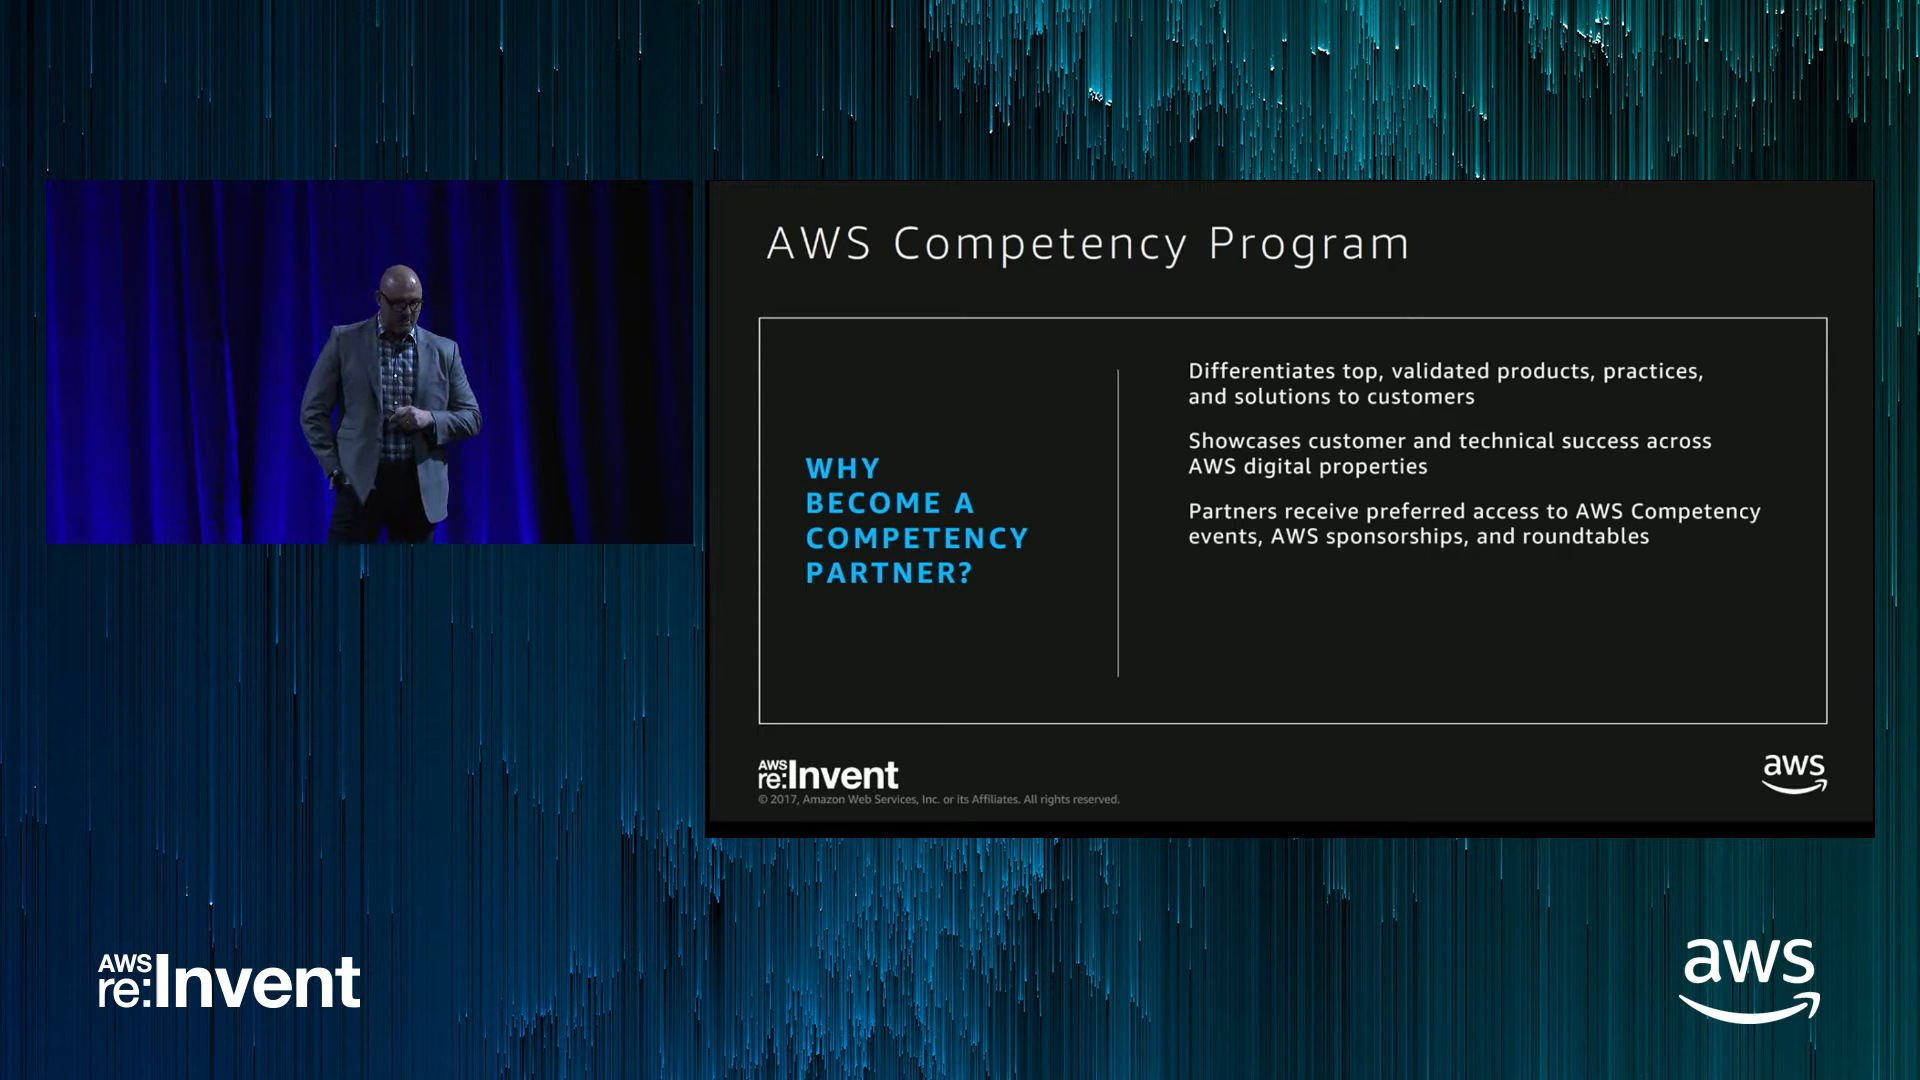 AWS Competency Program
WHY
BECOME A
COMPETENCY
PARTNER?
Differentiates top, validated products, practices,
and solutions to customers
Showcases customer and technical success across
AWS digital properties
Partners receive preferred access to AWS Competency
events, AWS sponsorships, and roundtables
AWS
re:Invent
© 2017, Amazon Web Services, Inc. or its Affiliates. All rights reserved.
aws
AWS
re:Invent
aws